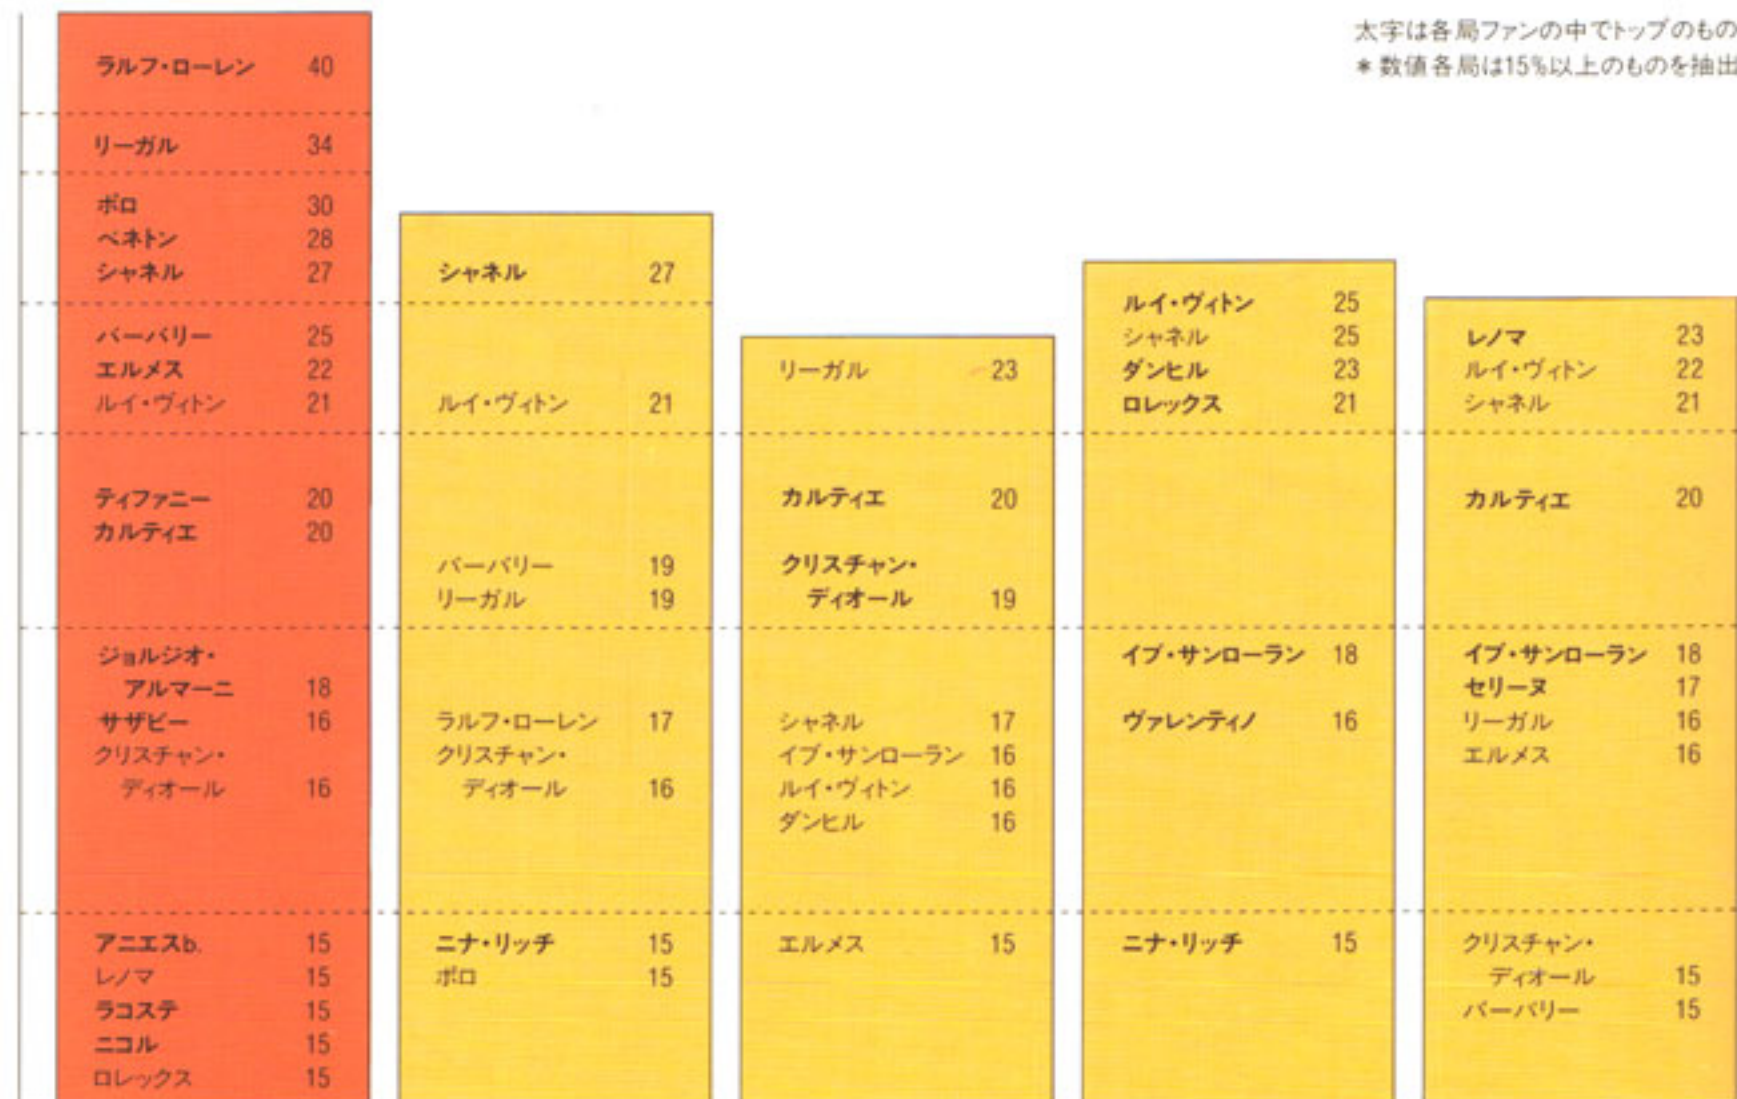 太字は各局ファンの中でトップのもの
＊数値各局は15%以上のものを抽出
ラルフ・ローレン 40
リーガル 34
ポロ 30
ベネトン 28
シャネル 27
バーバリー 25
エルメス 22
ルイ・ヴィトン 21
ティファニー 20
カルティエ 20
ジョルジオ・
アルマーニ 18
サザビー 16
クリスチャン・
ディオール 16
アニエスb. 15
レノマ 15
ラコステ 15
ニコル 15
ロレックス 15
シャネル 27
ルイ・ヴィトン 21
バーバリー 19
リーガル 19
ラルフ・ローレン 17
クリスチャン・
ディオール 16
ニナ・リッチ 15
ポロ 15
リーガル 23
カルティエ 20
クリスチャン・
ディオール 19
シャネル 17
イブ・サンローラン 16
ルイ・ヴィトン 16
ダンヒル 16
エルメス 15
ルイ・ヴィトン 25
シャネル 25
ダンヒル 23
ロレックス 21
イブ・サンローラン 18
ヴァレンティノ 16
ニナ・リッチ 15
レノマ 23
ルイ・ヴィトン 22
シャネル 21
カルティエ 20
イブ・サンローラン 18
セリーヌ 17
リーガル 16
エルメス 16
クリスチャン・
ディオール 15
バーバリー 15